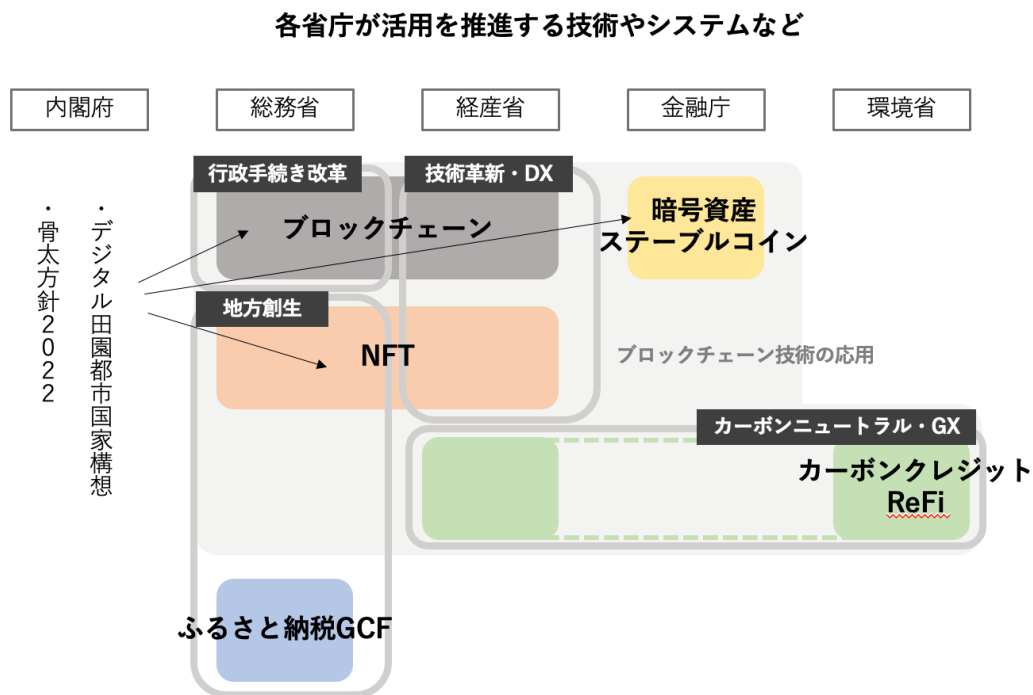 各省庁が活用を推進する技術やシステムなど
内閣府
総務省
経産省
金融庁
環境省
・デジタル田園都市国家構想
・骨太方針2022
行政手続き改革
技術革新・DX
ブロックチェーン
暗号資産
ステーブルコイン
地方創生
NFT
ブロックチェーン技術の応用
カーボンニュートラル・GX
カーボンクレジット
ReFi
ふるさと納税GCF